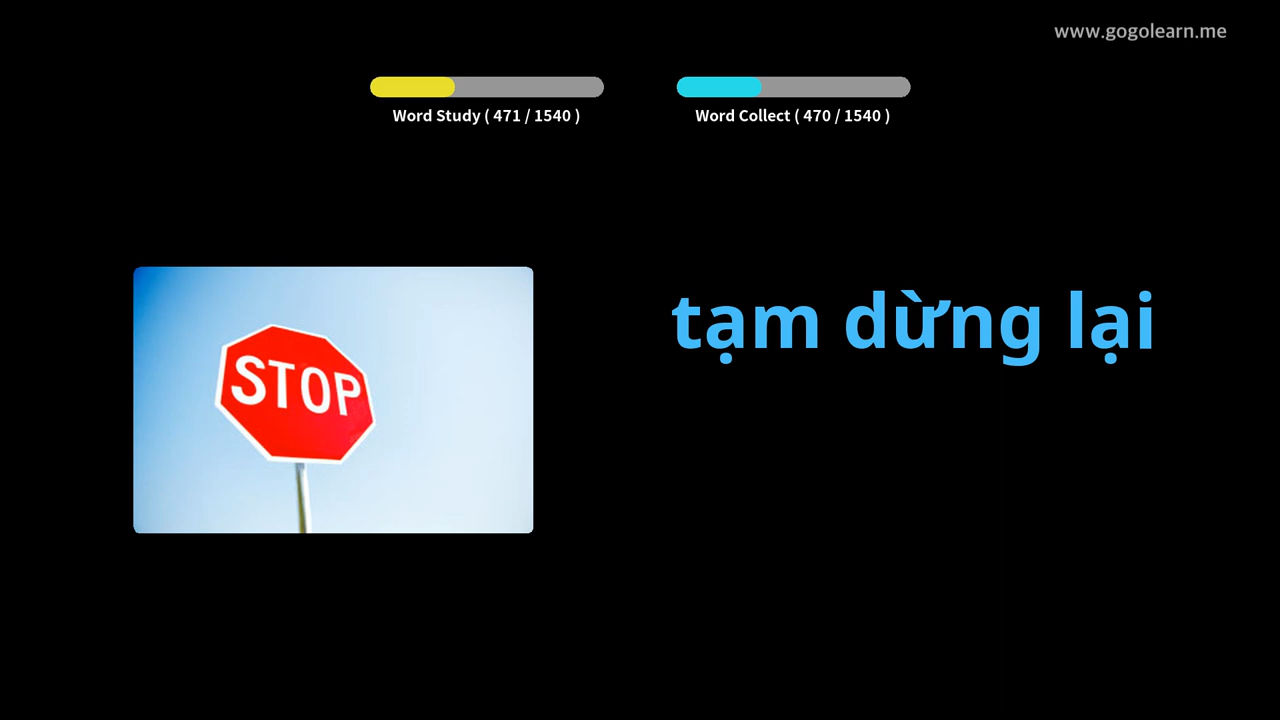 www.gogolearn.me
Word Study ( 471 / 1540 )
Word Collect ( 470 / 1540 )
STOP
tạm dừng lại